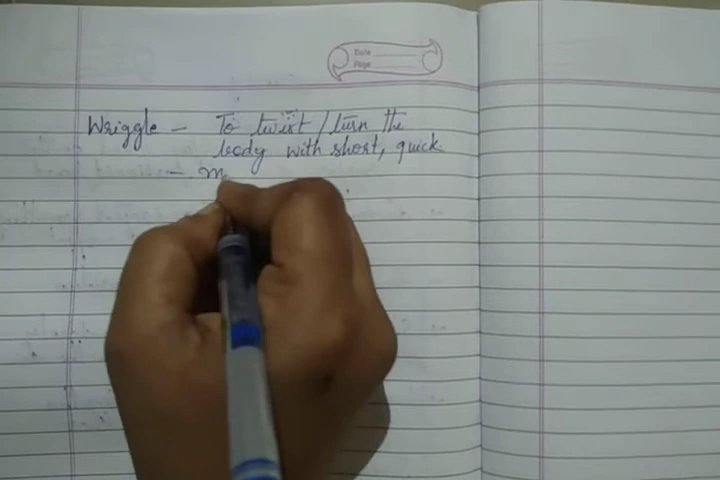 Date
Page
Wriggle – To twist / turn the
body with short, quick
– m